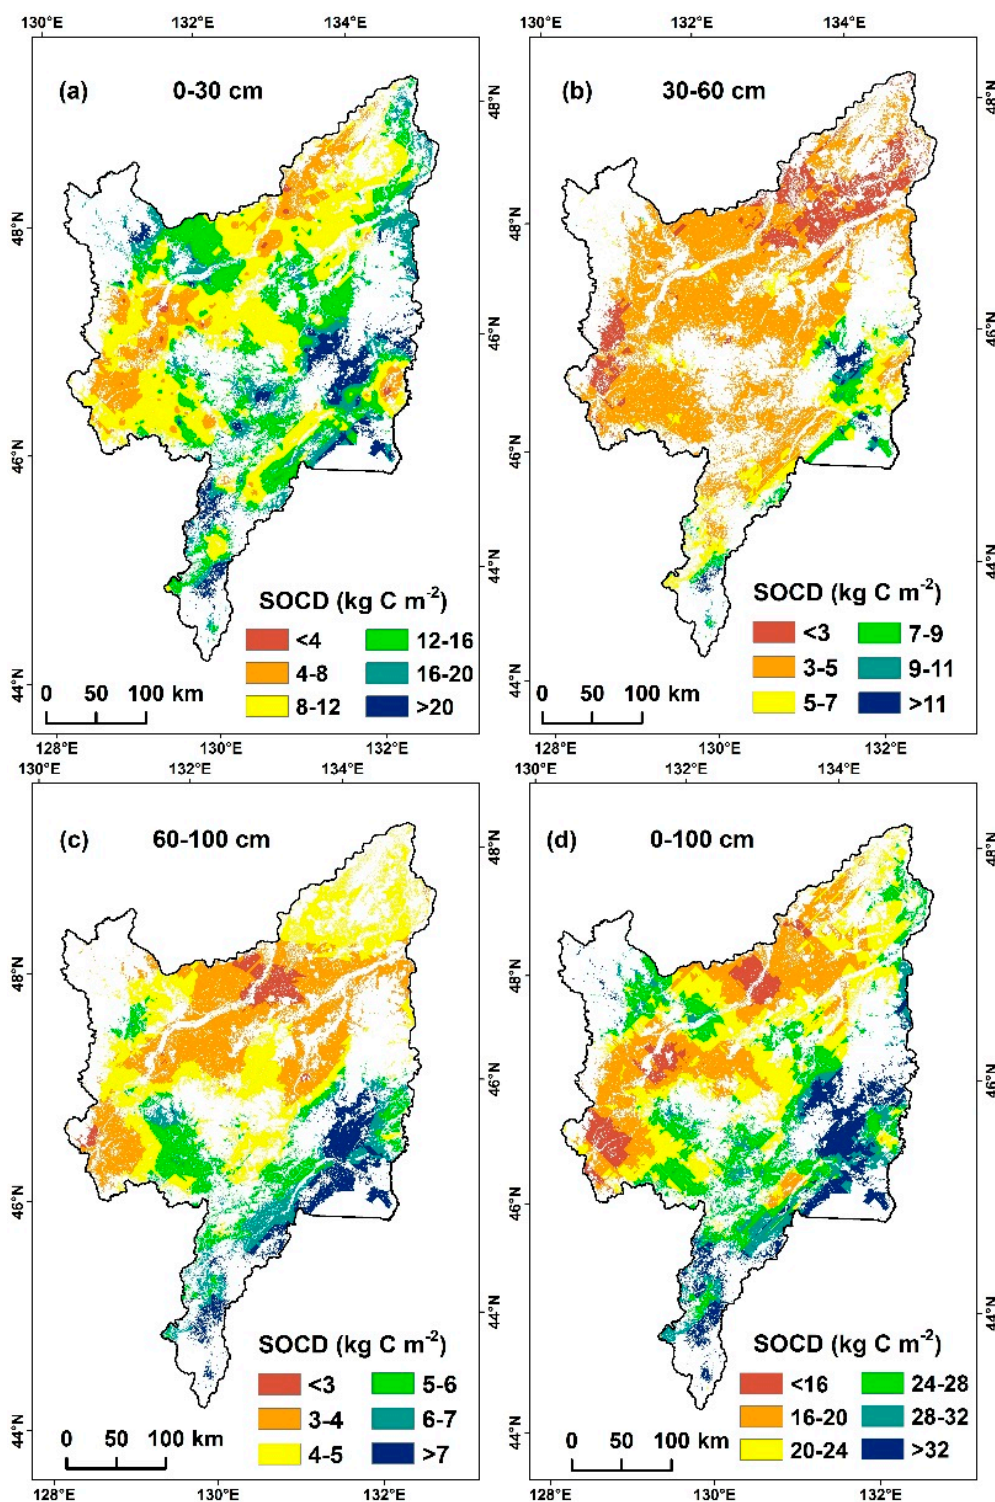 130°E 132°E 134°E
(a) 0-30 cm
48°N
48°N
46°N
46°N
44°N
44°N
SOCD (kg C m-2)
<4 12-16
4-8 16-20
8-12 >20
0 50 100 km
128°E 130°E 132°E
130°E 132°E 134°E
(b) 30-60 cm
48°N
48°N
46°N
46°N
44°N
44°N
SOCD (kg C m-2)
<3 7-9
3-5 9-11
5-7 >11
0 50 100 km
128°E 130°E 132°E
130°E 132°E 134°E
(c) 60-100 cm
48°N
48°N
46°N
46°N
44°N
44°N
SOCD (kg C m-2)
<3 5-6
3-4 6-7
4-5 >7
0 50 100 km
128°E 130°E 132°E
130°E 132°E 134°E
(d) 0-100 cm
48°N
48°N
46°N
46°N
44°N
44°N
SOCD (kg C m-2)
<16 24-28
16-20 28-32
20-24 >32
0 50 100 km
128°E 130°E 132°E